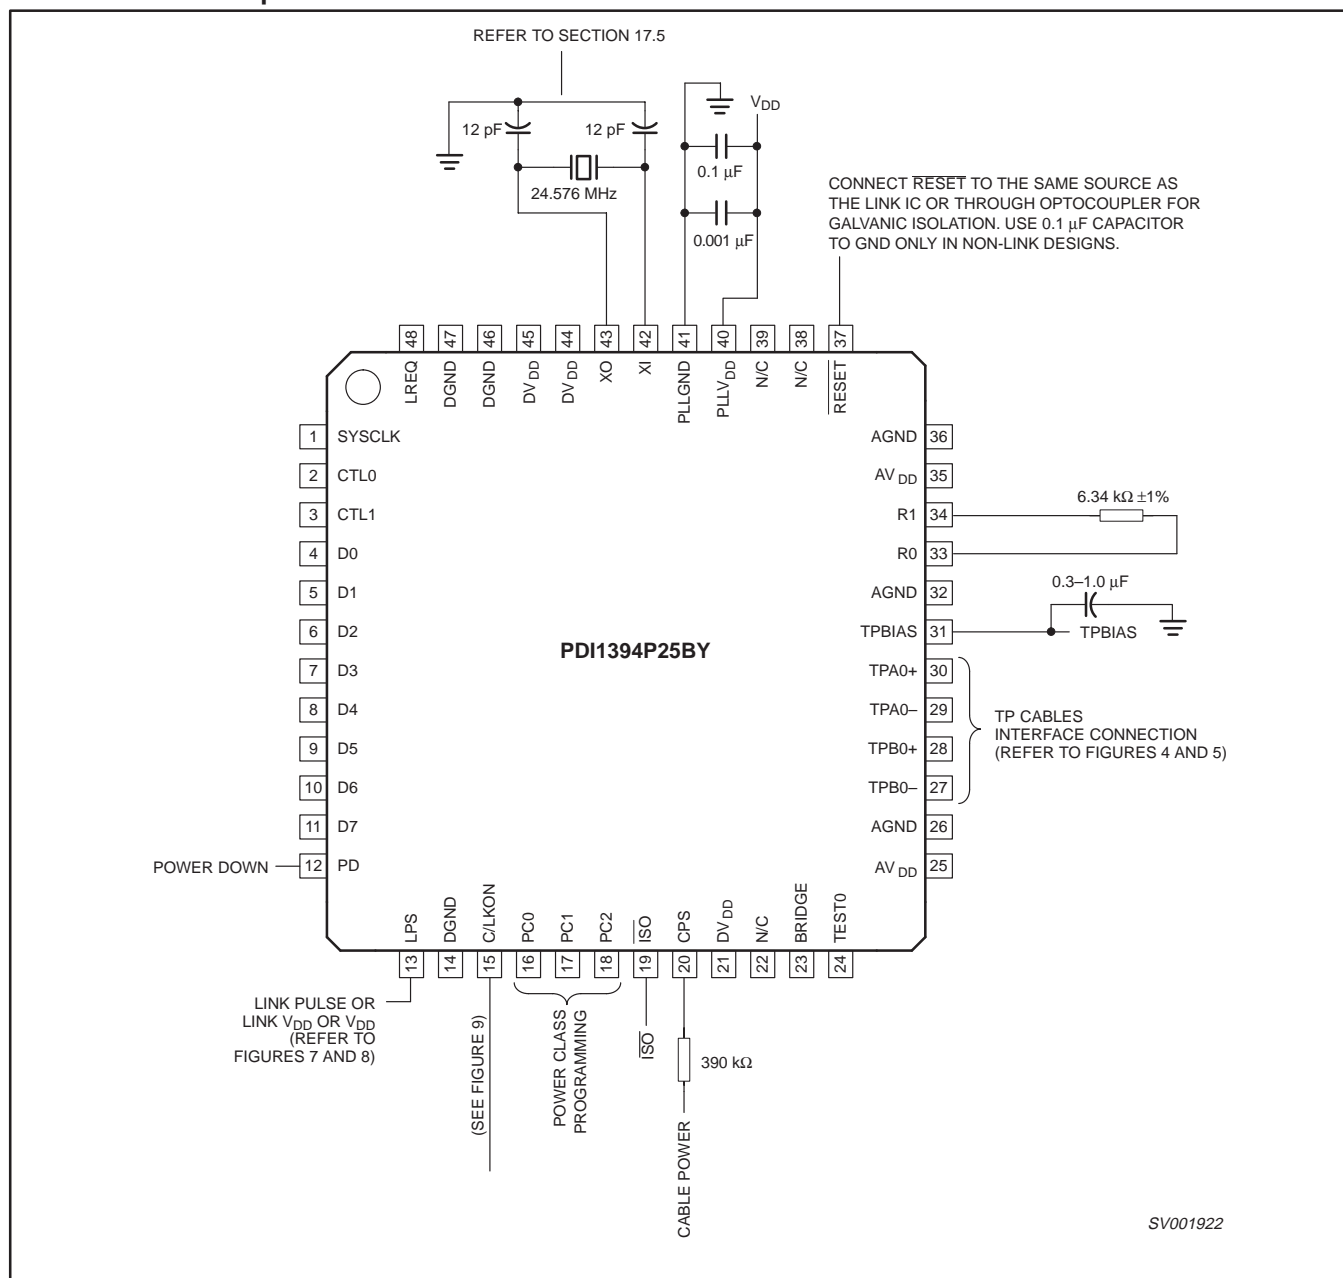 REFER TO SECTION 17.5
12 pF
12 pF
24.576 MHz
VDD
0.1 μF
0.001 μF
CONNECT RESET TO THE SAME SOURCE AS
THE LINK IC OR THROUGH OPTOCOUPLER FOR
GALVANIC ISOLATION. USE 0.1 μF CAPACITOR
TO GND ONLY IN NON-LINK DESIGNS.
48 LREQ
47 DGND
46 DGND
45 DVDD
44 DVDD
43 XO
42 XI
41 PLLGND
40 PLLVDD
39 N/C
38 N/C
37 RESET
1 SYSCLK
2 CTL0
3 CTL1
4 D0
5 D1
6 D2
7 D3
8 D4
9 D5
10 D6
11 D7
POWER DOWN 12 PD
PDI1394P25BY
AGND 36
AVDD 35
R1 34
6.34 kΩ ±1%
R0 33
AGND 32
0.3–1.0 μF
TPBIAS 31
TPBIAS
TPA0+ 30
TPA0– 29
TPB0+ 28
TPB0– 27
TP CABLES
INTERFACE CONNECTION
(REFER TO FIGURES 4 AND 5)
AGND 26
AVDD 25
LPS 13
DGND 14
C/LKON 15
PC0 16
PC1 17
PC2 18
ISO 19
CPS 20
DVDD 21
N/C 22
BRIDGE 23
TEST0 24
LINK PULSE OR
LINK VDD OR VDD
(REFER TO
FIGURES 7 AND 8)
(SEE FIGURE 9)
POWER CLASS
PROGRAMMING
ISO
390 kΩ
CABLE POWER
SV001922